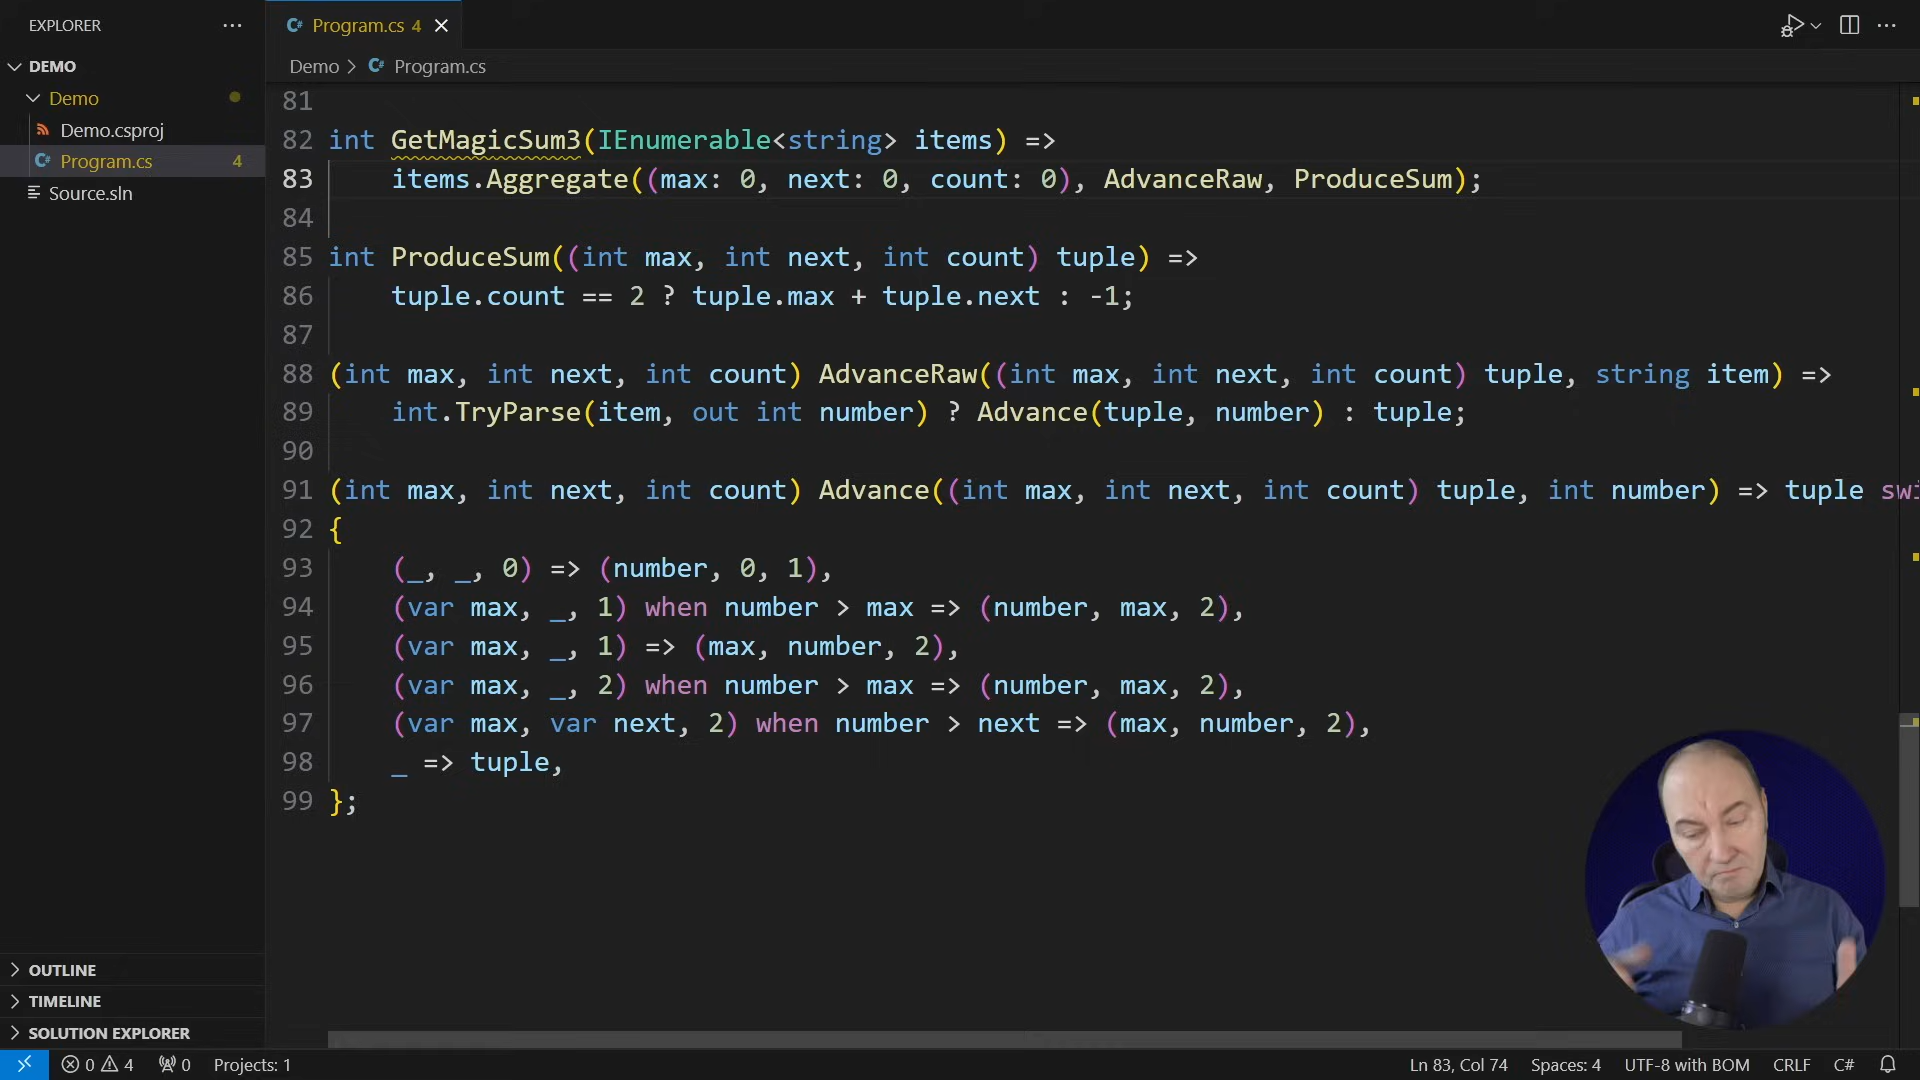 EXPLORER
DEMO
Demo
Demo.csproj
Program.cs 4
Source.sln
OUTLINE
TIMELINE
SOLUTION EXPLORER
C# Program.cs 4
Demo > C# Program.cs
81
82 int GetMagicSum3(IEnumerable<string> items) =>
83     items.Aggregate((max: 0, next: 0, count: 0), AdvanceRaw, ProduceSum);
84
85 int ProduceSum((int max, int next, int count) tuple) =>
86     tuple.count == 2 ? tuple.max + tuple.next : -1;
87
88 (int max, int next, int count) AdvanceRaw((int max, int next, int count) tuple, string item) =>
89     int.TryParse(item, out int number) ? Advance(tuple, number) : tuple;
90
91 (int max, int next, int count) Advance((int max, int next, int count) tuple, int number) => tuple swi
92 {
93     (_, _, 0) => (number, 0, 1),
94     (var max, _, 1) when number > max => (number, max, 2),
95     (var max, _, 1) => (max, number, 2),
96     (var max, _, 2) when number > max => (number, max, 2),
97     (var max, var next, 2) when number > next => (max, number, 2),
98     _ => tuple,
99 };
0 4 0 Projects: 1 Ln 83, Col 74 Spaces: 4 UTF-8 with BOM CRLF C#